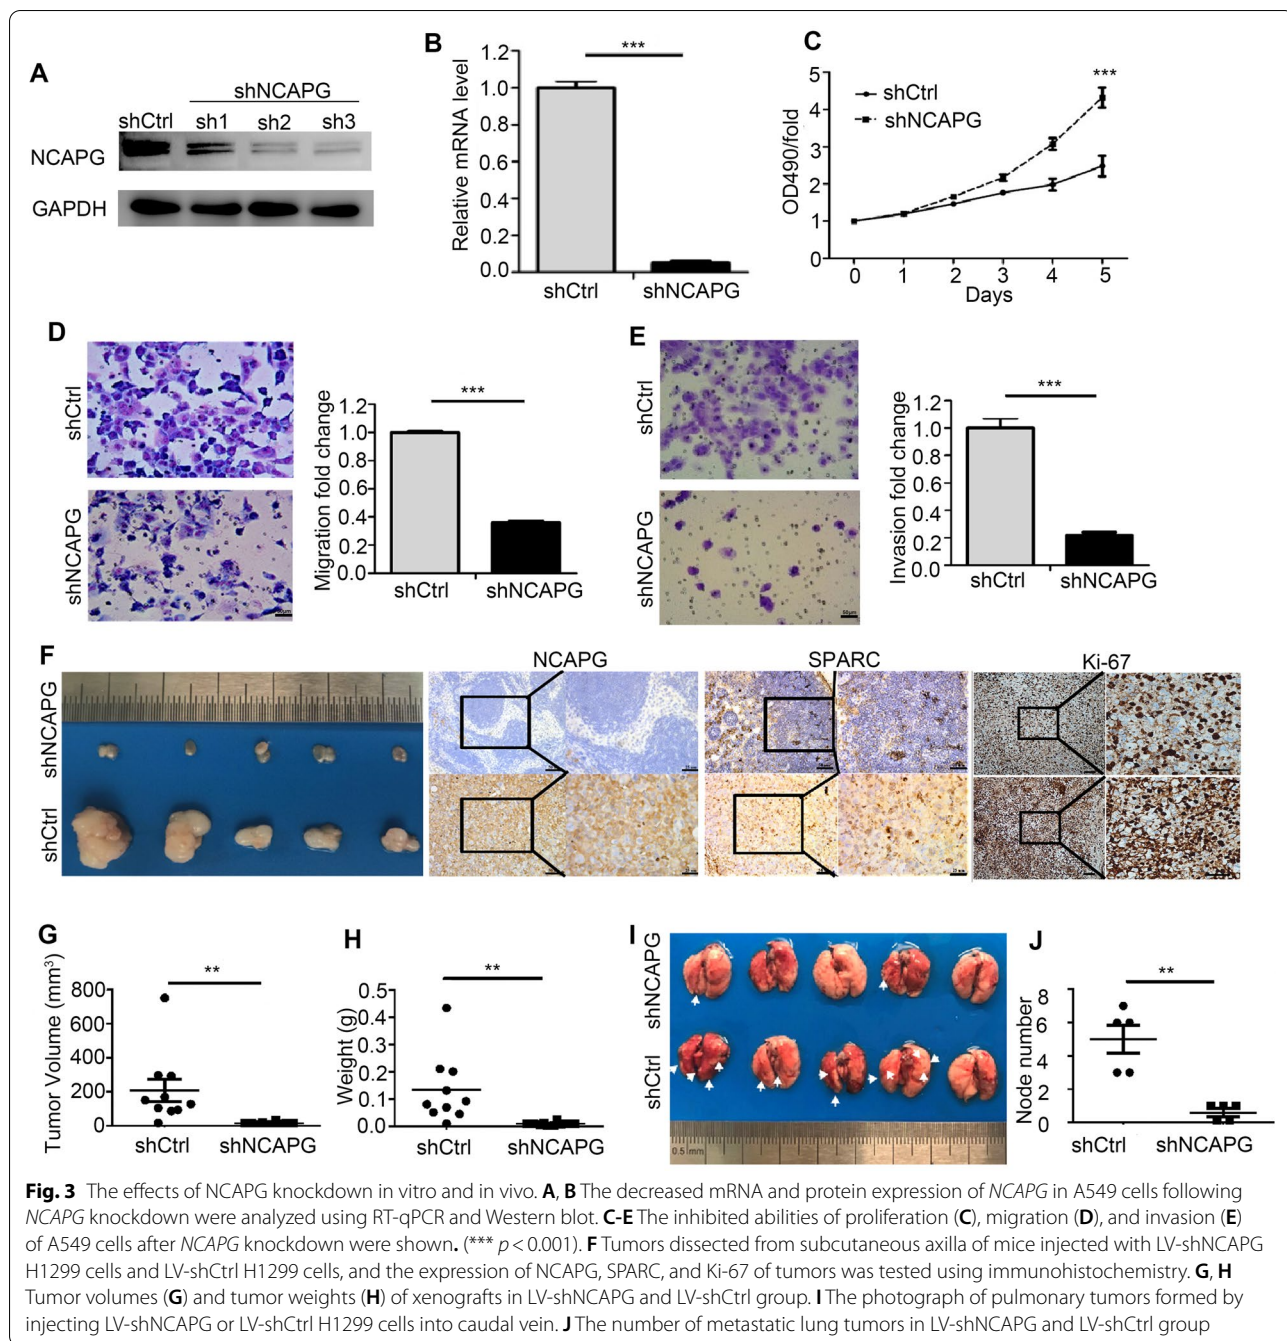 A
shNCAPG
shCtrl sh1 sh2 sh3
NCAPG
GAPDH
B
***
Relative mRNA level
1.2
1.0
0.8
0.6
0.4
0.2
0.0
shCtrl shNCAPG
C
***
shCtrl
shNCAPG
OD490/fold
5
4
3
2
1
0
0 1 2 3 4 5
Days
D
shCtrl
shNCAPG
***
Migration fold change
1.2
1.0
0.8
0.6
0.4
0.2
0.0
shCtrl shNCAPG
E
shCtrl
shNCAPG
50μm
***
Invasion fold change
1.2
1.0
0.8
0.6
0.4
0.2
0.0
shCtrl shNCAPG
F
shNCAPG
shCtrl
NCAPG
SPARC
Ki-67
G
**
Tumor Volume (mm³)
800
600
400
200
0
shCtrl shNCAPG
H
**
Weight (g)
0.5
0.4
0.3
0.2
0.1
0.0
shCtrl shNCAPG
I
shNCAPG
shCtrl
0.5 mm
J
**
Node number
8
6
4
2
0
shCtrl shNCAPG
Fig. 3 The effects of NCAPG knockdown in vitro and in vivo. A, B The decreased mRNA and protein expression of NCAPG in A549 cells following
NCAPG knockdown were analyzed using RT-qPCR and Western blot. C-E The inhibited abilities of proliferation (C), migration (D), and invasion (E)
of A549 cells after NCAPG knockdown were shown. (*** p < 0.001). F Tumors dissected from subcutaneous axilla of mice injected with LV-shNCAPG
H1299 cells and LV-shCtrl H1299 cells, and the expression of NCAPG, SPARC, and Ki-67 of tumors was tested using immunohistochemistry. G, H
Tumor volumes (G) and tumor weights (H) of xenografts in LV-shNCAPG and LV-shCtrl group. I The photograph of pulmonary tumors formed by
injecting LV-shNCAPG or LV-shCtrl H1299 cells into caudal vein. J The number of metastatic lung tumors in LV-shNCAPG and LV-shCtrl group